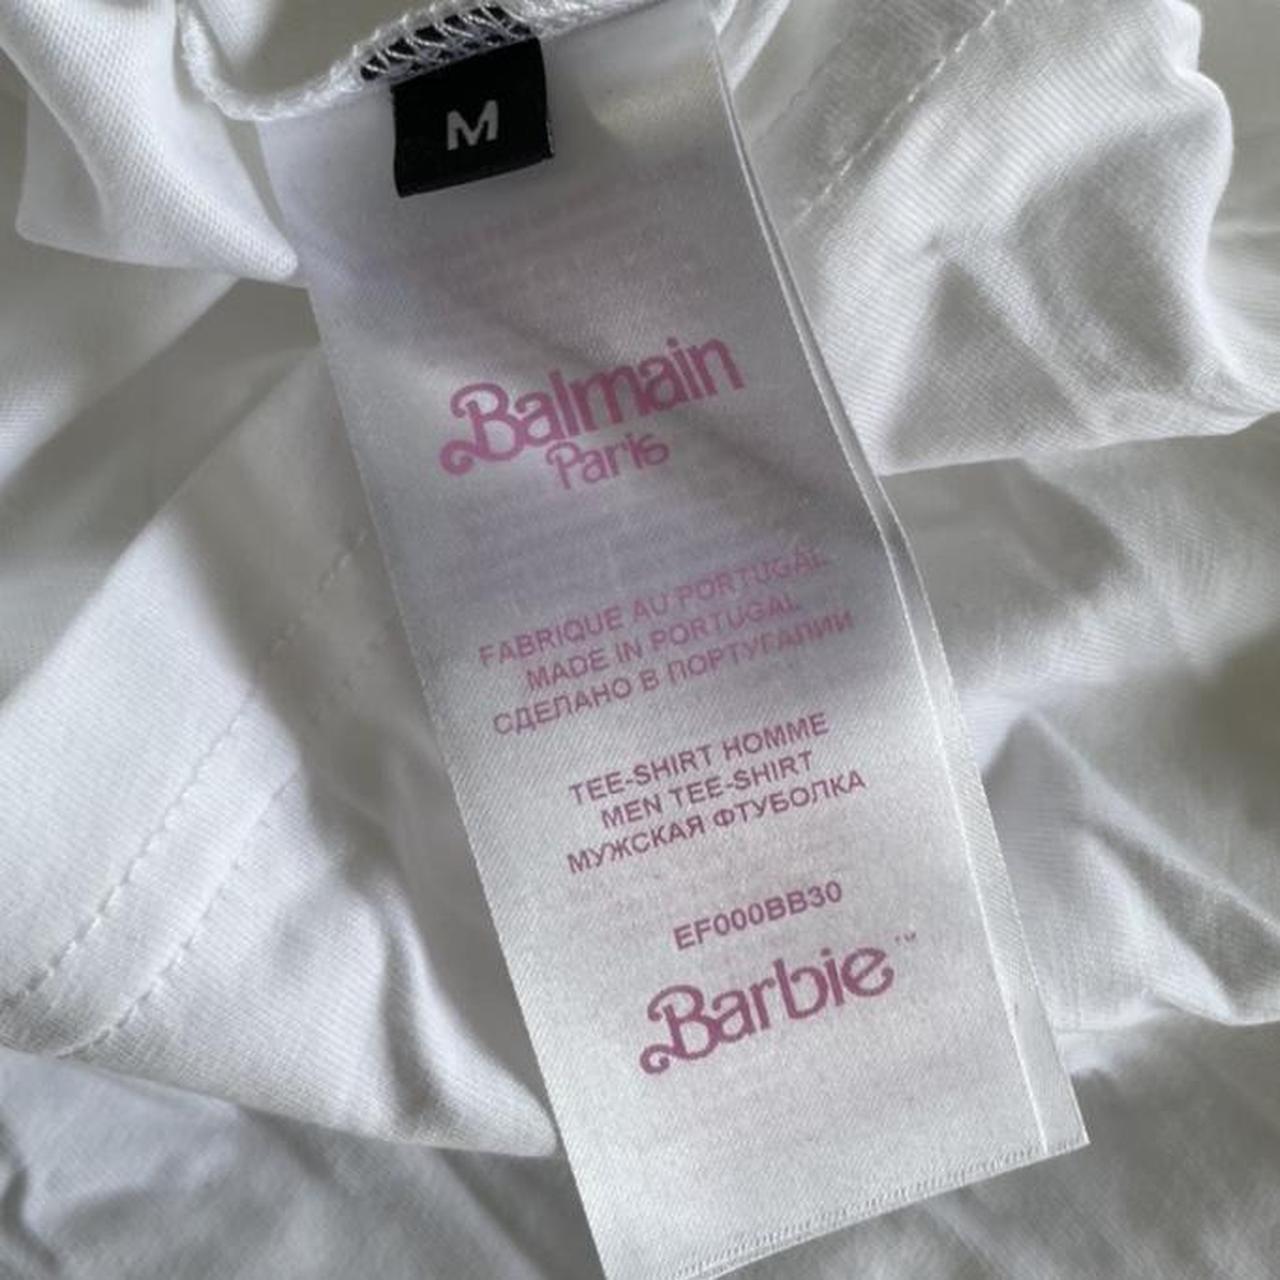 M
Balmain
Paris
FABRIQUE AU PORTUGAL
MADE IN PORTUGAL
СДЕЛАНО В ПОРТУГАЛИИ
TEE-SHIRT HOMME
MEN TEE-SHIRT
МУЖСКАЯ ФТУБОЛКА
EF000BB30
Barbie™